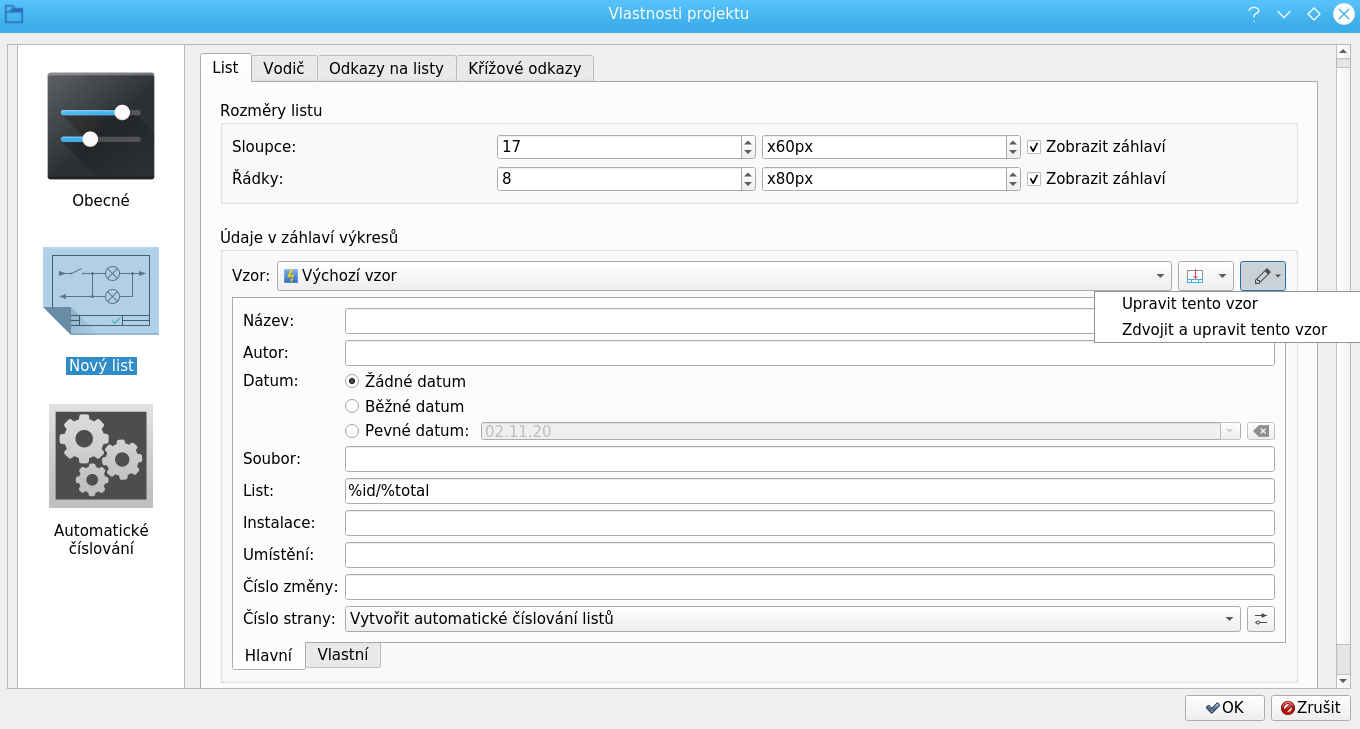 Vlastnosti projektu
Obecné
Nový list
Automatické
číslování
List Vodič Odkazy na listy Křížové odkazy
Rozměry listu
Sloupce: 17 x60px Zobrazit záhlaví
Řádky: 8 x80px Zobrazit záhlaví
Údaje v záhlaví výkresů
Vzor: Výchozí vzor
Upravit tento vzor
Zdvojit a upravit tento vzor
Název:
Autor:
Datum: Žádné datum
Běžné datum
Pevné datum: 02.11.20
Soubor:
List: %id/%total
Instalace:
Umístění:
Číslo změny:
Číslo strany: Vytvořit automatické číslování listů
Hlavní Vlastní
OK Zrušit